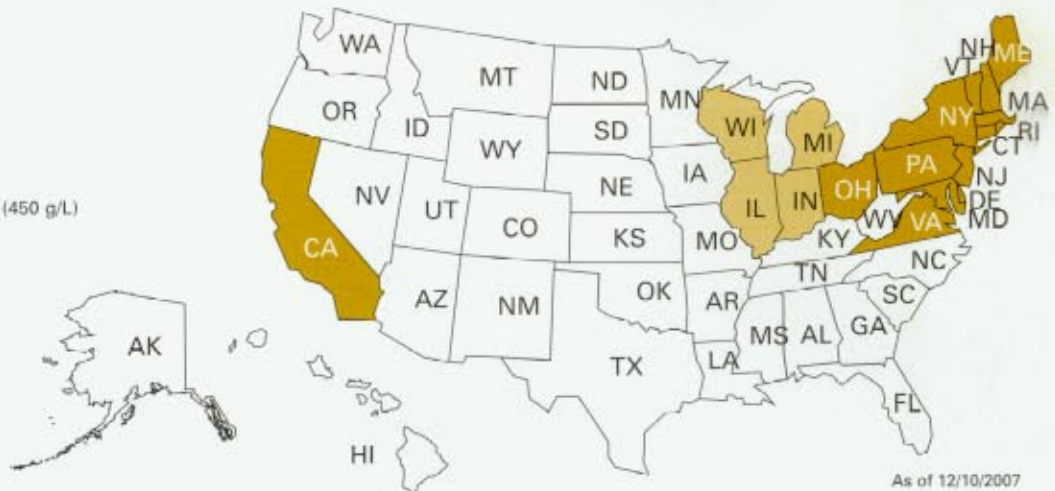 WA
MT
ND
MN
VT
NH
ME
OR
ID
SD
WI
MI
NY
MA
RI
CT
WY
IA
PA
NJ
(450 g/L)
NV
UT
NE
IL
IN
OH
DE
MD
CA
CO
KS
MO
KY
WV
VA
AZ
NM
OK
AR
TN
NC
SC
AK
TX
LA
MS
AL
GA
FL
HI
As of 12/10/2007